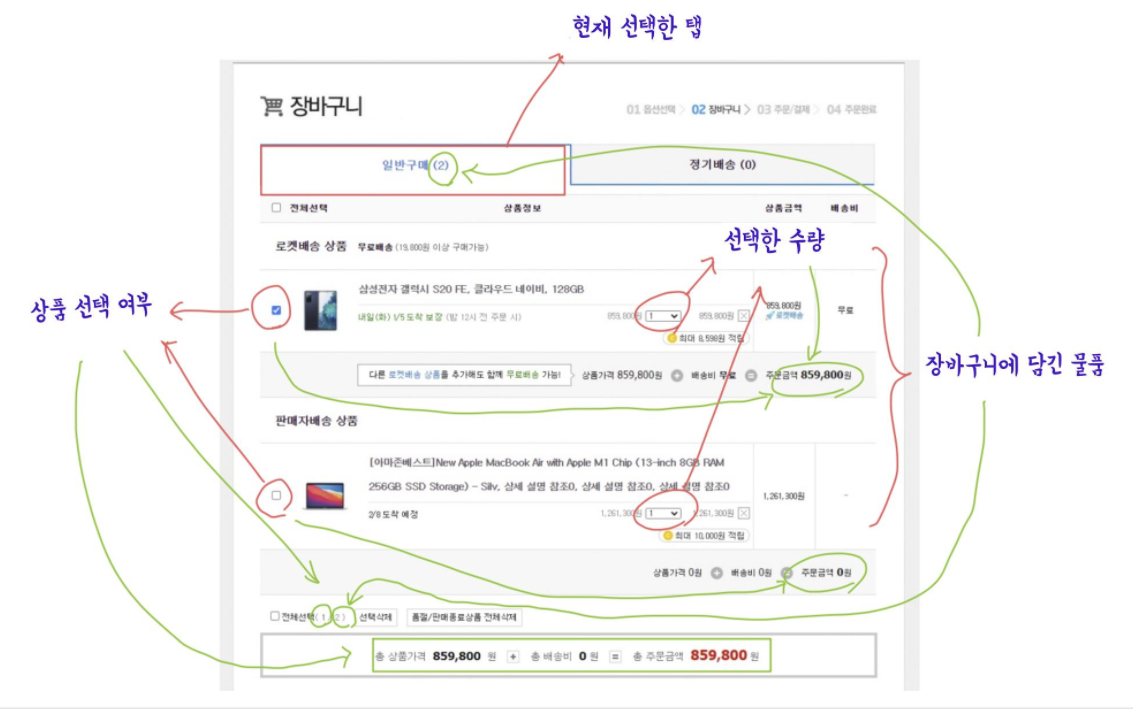 현재 선택한 탭
장바구니
01 옵션선택 > 02 장바구니 > 03 주문/결제 > 04 주문완료
일반구매 (2)
정기배송 (0)
전체선택 상품정보 상품금액 배송비
로켓배송 상품 무료배송 (19,800원 이상 구매가능)
선택한 수량
상품 선택 여부
삼성전자 갤럭시 S20 FE, 클라우드 네이비, 128GB
내일(화) 1/5 도착 보장 (밤 12시 전 주문 시)
859,800원 1 859,800원
859,800원
로켓배송
무료
최대 8,598원 적립
장바구니에 담긴 물품
다른 로켓배송 상품을 추가해도 함께 무료배송 가능! 상품가격 859,800원 + 배송비 무료 = 주문금액 859,800원
판매자배송 상품
[아마존베스트]New Apple MacBook Air with Apple M1 Chip (13-inch 8GB RAM
256GB SSD Storage) - Silv, 상세 설명 참조0, 상세 설명 참조0, 상세 설명 참조0
1,261,300원
-
2/8 도착 예정
1,261,300원 1 1,261,300원
최대 10,000원 적립
상품가격 0원 + 배송비 0원 = 주문금액 0원
전체선택( 1 / 2 ) 선택삭제 품절/판매종료상품 전체삭제
총 상품가격 859,800 원 + 총 배송비 0 원 = 총 주문금액 859,800 원